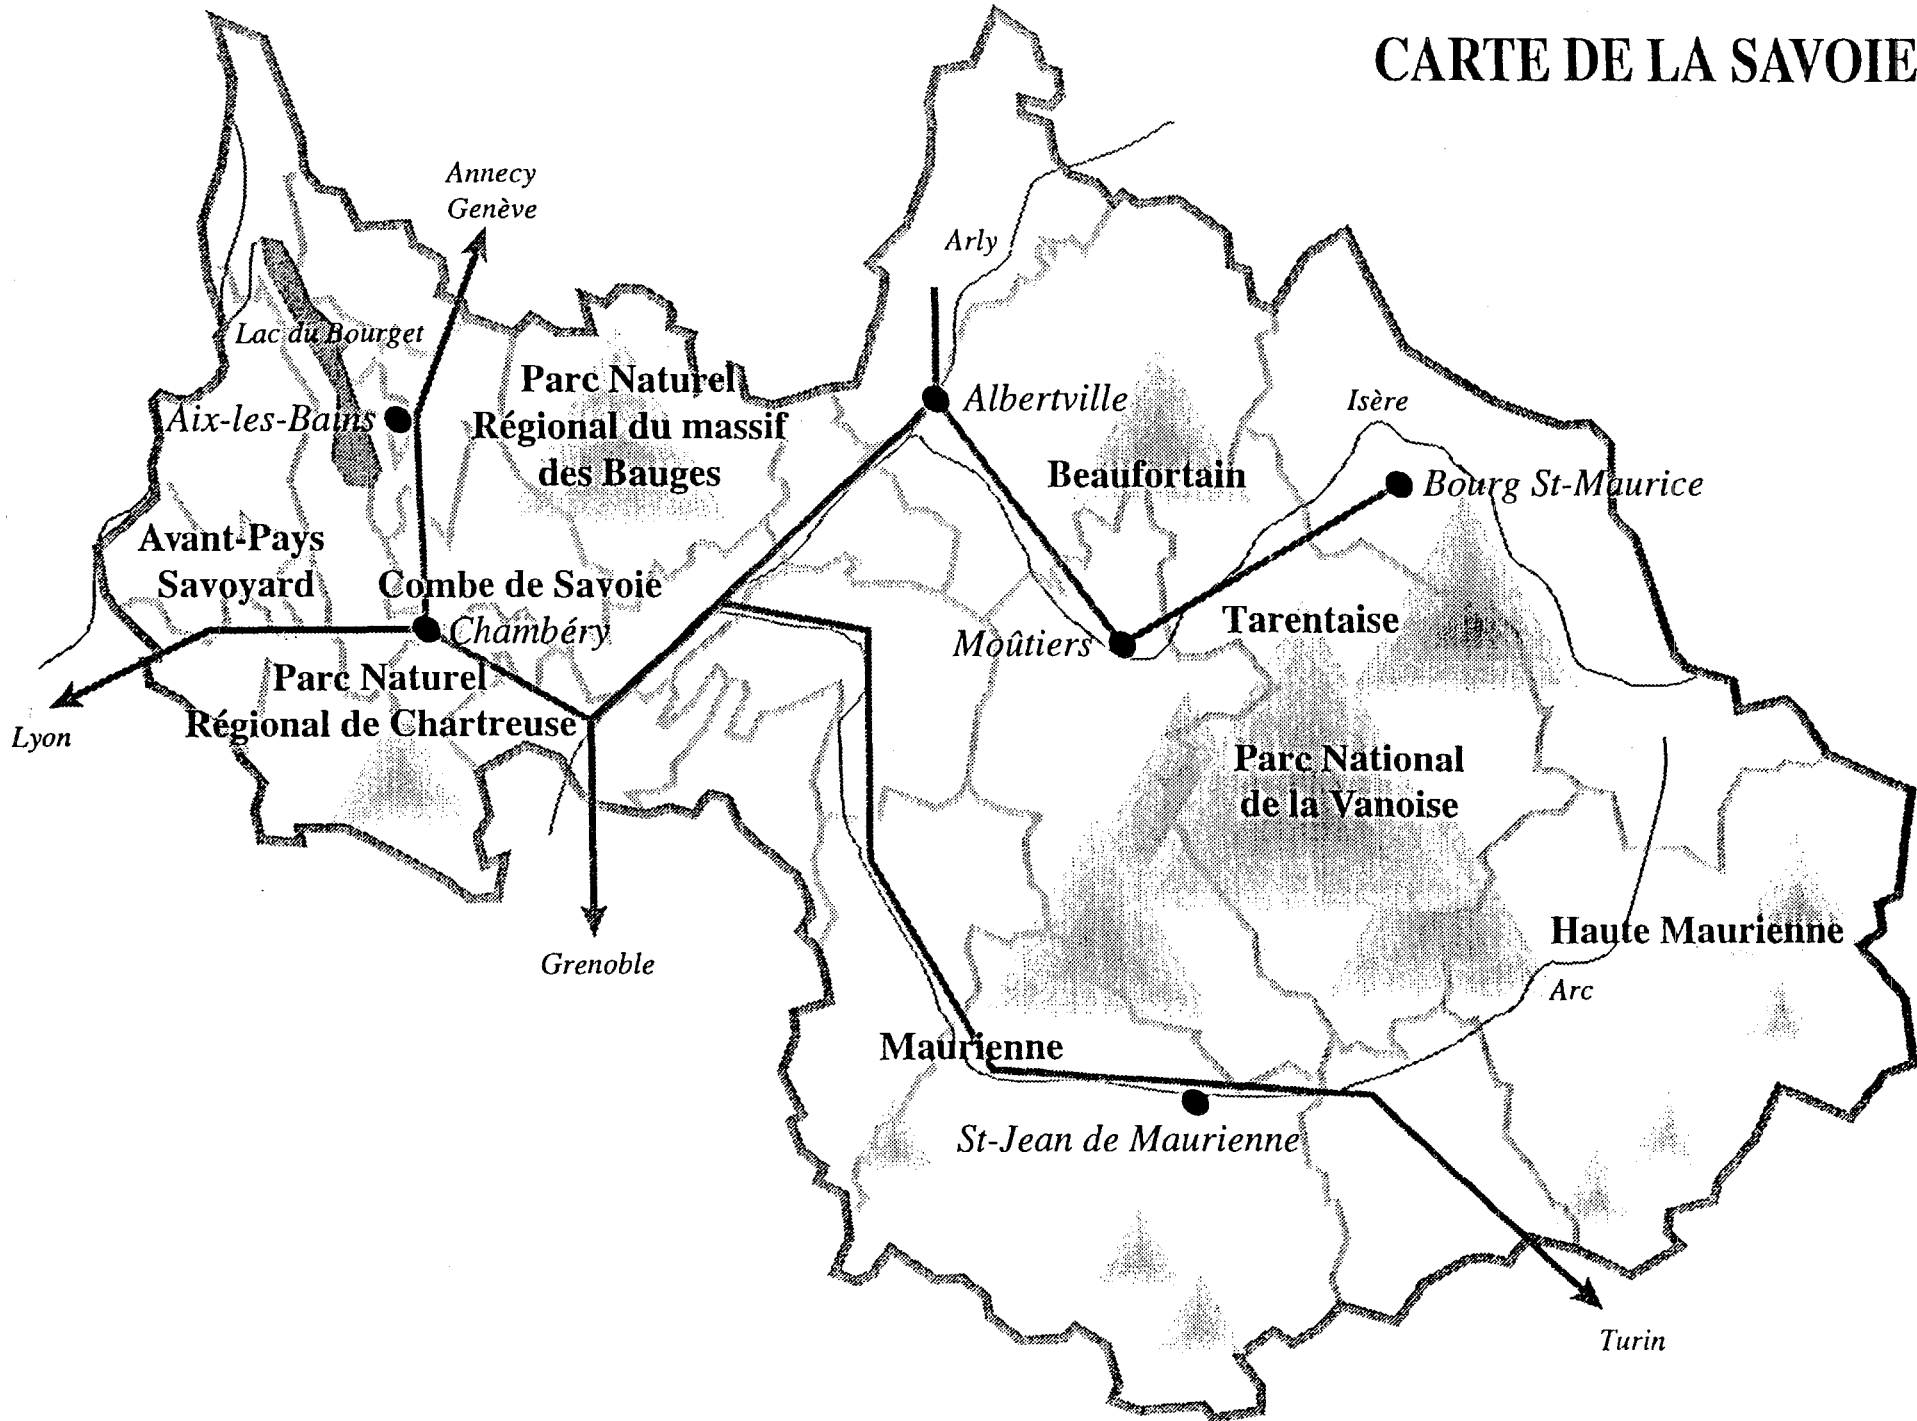 CARTE DE LA SAVOIE
Annecy
Genève
Arly
Lac du Bourget
Parc Naturel
Régional du massif
des Bauges
Aix-les-Bains
Albertville
Isère
Beaufortain
Bourg St-Maurice
Avant-Pays
Savoyard
Combe de Savoie
Chambéry
Tarentaise
Moûtiers
Parc Naturel
Régional de Chartreuse
Lyon
Parc National
de la Vanoise
Grenoble
Haute Maurienne
Arc
Maurienne
St-Jean de Maurienne
Turin